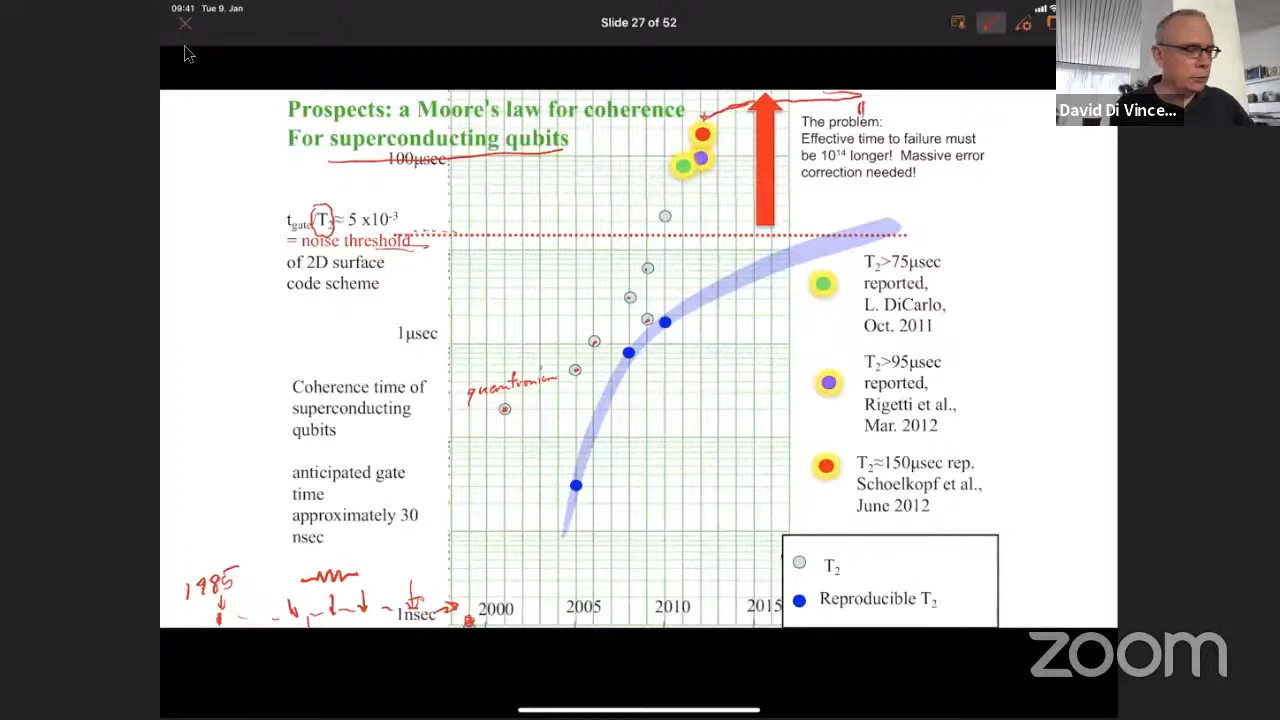 09:41 Tue 9. Jan
Slide 27 of 52
David Di Vince...
Prospects: a Moore's law for coherence
For superconducting qubits
100μsec
The problem:
Effective time to failure must
be 10¹⁴ longer! Massive error
correction needed!
t_gate/T₂≈ 5 x10⁻³
= noise threshold
of 2D surface
code scheme
T₂>75μsec
reported,
L. DiCarlo,
Oct. 2011
1μsec
quantronium
T₂>95μsec
reported,
Rigetti et al.,
Mar. 2012
Coherence time of
superconducting
qubits
T₂≈150μsec rep.
Schoelkopf et al.,
June 2012
anticipated gate
time
approximately 30
nsec
T₂
Reproducible T₂
1985
1nsec
2000 2005 2010 2015
zoom